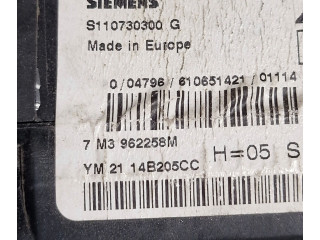 SIEMENS
S110730300 G
Made in Europe
0/04796/610651421/01114
7 M3 962258M
YM 21 14B205CC
H=05 S